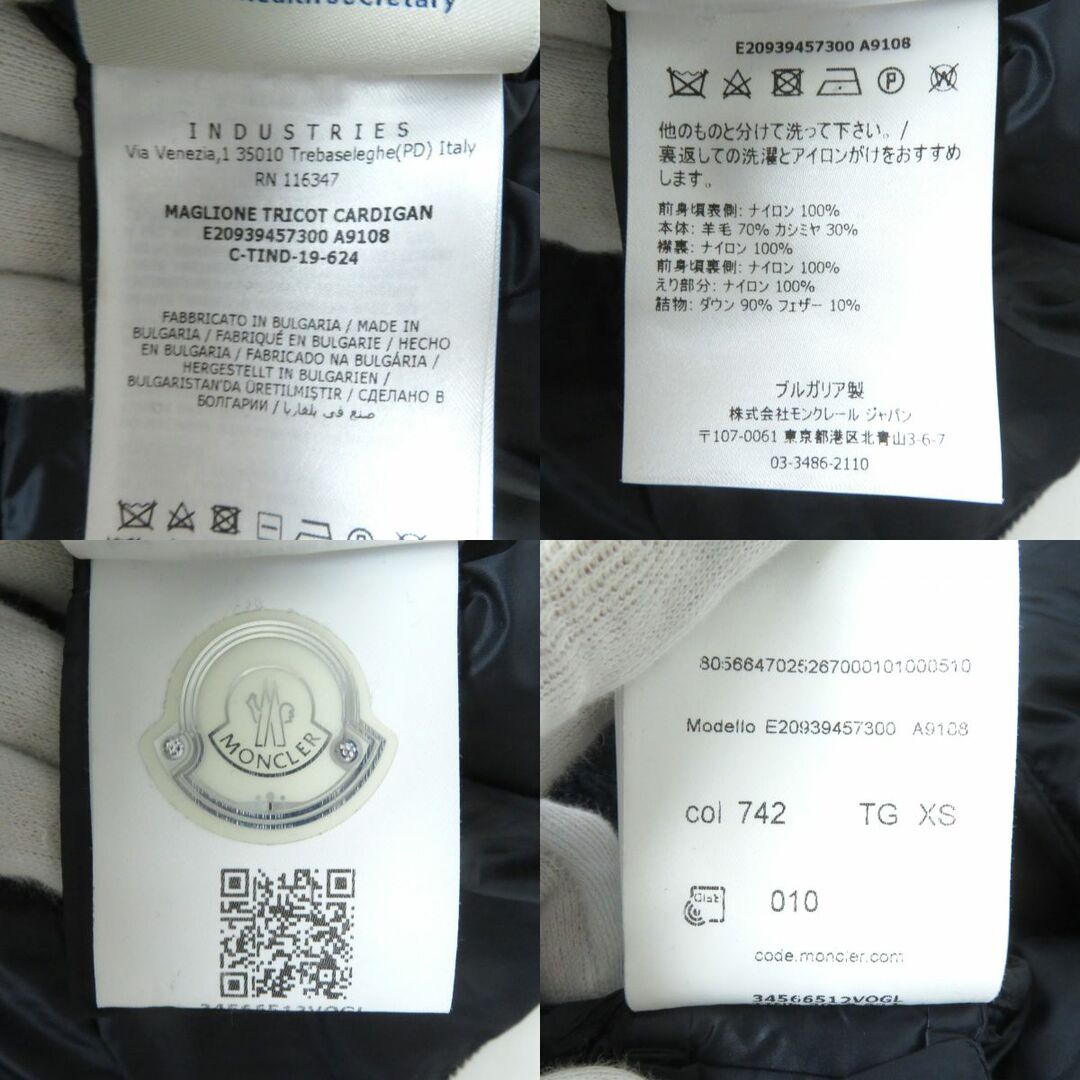 INDUSTRIES
Via Venezia,1 35010 Trebaseleghe(PD) Italy
RN 116347
MAGLIONE TRICOT CARDIGAN
E20939457300 A9108
C-TIND-19-624
FABBRICATO IN BULGARIA / MADE IN
BULGARIA / FABRIQUÉ EN BULGARIE / HECHO
EN BULGARIA / FABRICADO NA BULGÁRIA /
HERGESTELLT IN BULGARIEN /
BULGARISTAN'DA ÜRETILMIŞTIR / СДЕЛАНО В
БОЛГАРИИ / صنع في بلغاريا
E20939457300 A9108
P
W
他のものと分けて洗って下さい。/
裏返しての洗濯とアイロンがけをおすすめ
します。
前身頃表側: ナイロン 100%
本体: 羊毛 70% カシミヤ 30%
襟裏: ナイロン 100%
前身頃裏側: ナイロン 100%
えり部分: ナイロン 100%
詰物: ダウン 90% フェザー 10%
ブルガリア製
株式会社モンクレール ジャパン
〒107-0061 東京都港区北青山3-6-7
03-3486-2110
MONCLER
34566512VOGL
8056647025267000101000510
Modello E20939457300 A9108
col 742 TG XS
010
code.moncler.com
34566512VOGL